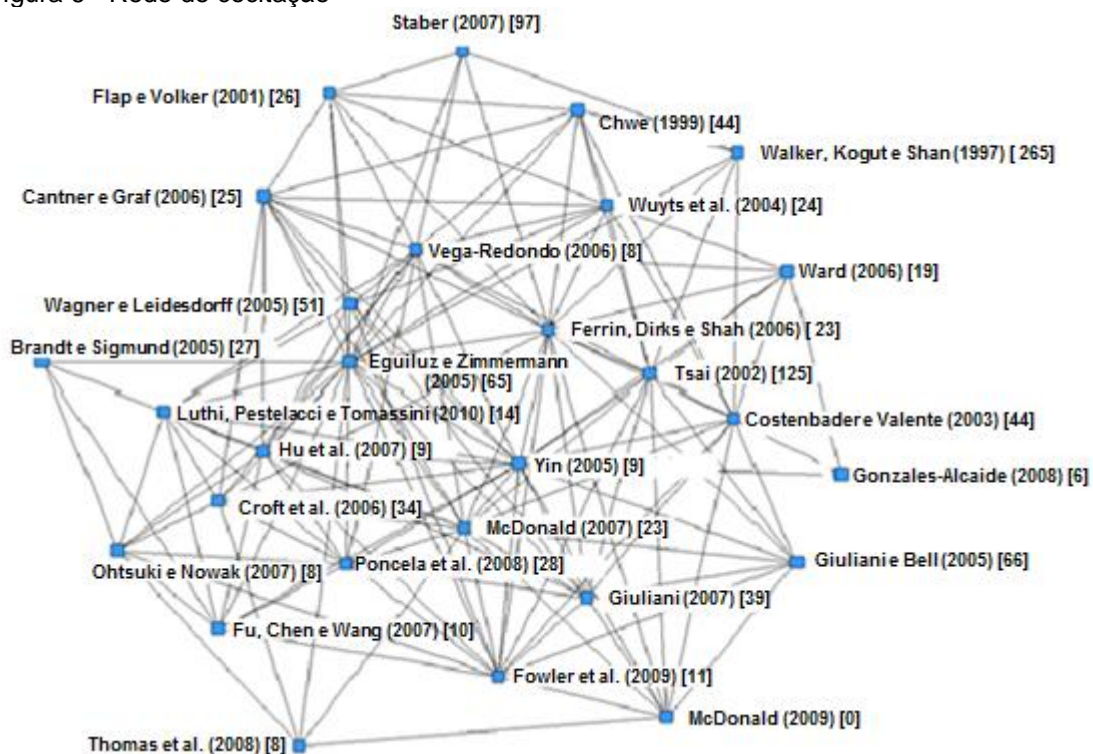 Figura 3 - Rede de cocitação
Staber (2007) [97]
Flap e Volker (2001) [26]
Chwe (1999) [44]
Walker, Kogut e Shan (1997) [ 265]
Cantner e Graf (2006) [25]
Wuyts et al. (2004) [24]
Vega-Redondo (2006) [8]
Ward (2006) [19]
Wagner e Leidesdorff (2005) [51]
Ferrin, Dirks e Shah (2006) [ 23]
Brandt e Sigmund (2005) [27]
Eguiluz e Zimmermann
(2005) [65]
Tsai (2002) [125]
Luthi, Pestelacci e Tomassini (2010) [14]
Costenbader e Valente (2003) [44]
Hu et al. (2007) [9]
Yin (2005) [9]
Gonzales-Alcaide (2008) [6]
Croft et al. (2006) [34]
McDonald (2007) [23]
Ohtsuki e Nowak (2007) [8]
Poncela et al. (2008) [28]
Giuliani e Bell (2005) [66]
Giuliani (2007) [39]
Fu, Chen e Wang (2007) [10]
Fowler et al. (2009) [11]
McDonald (2009) [0]
Thomas et al. (2008) [8]